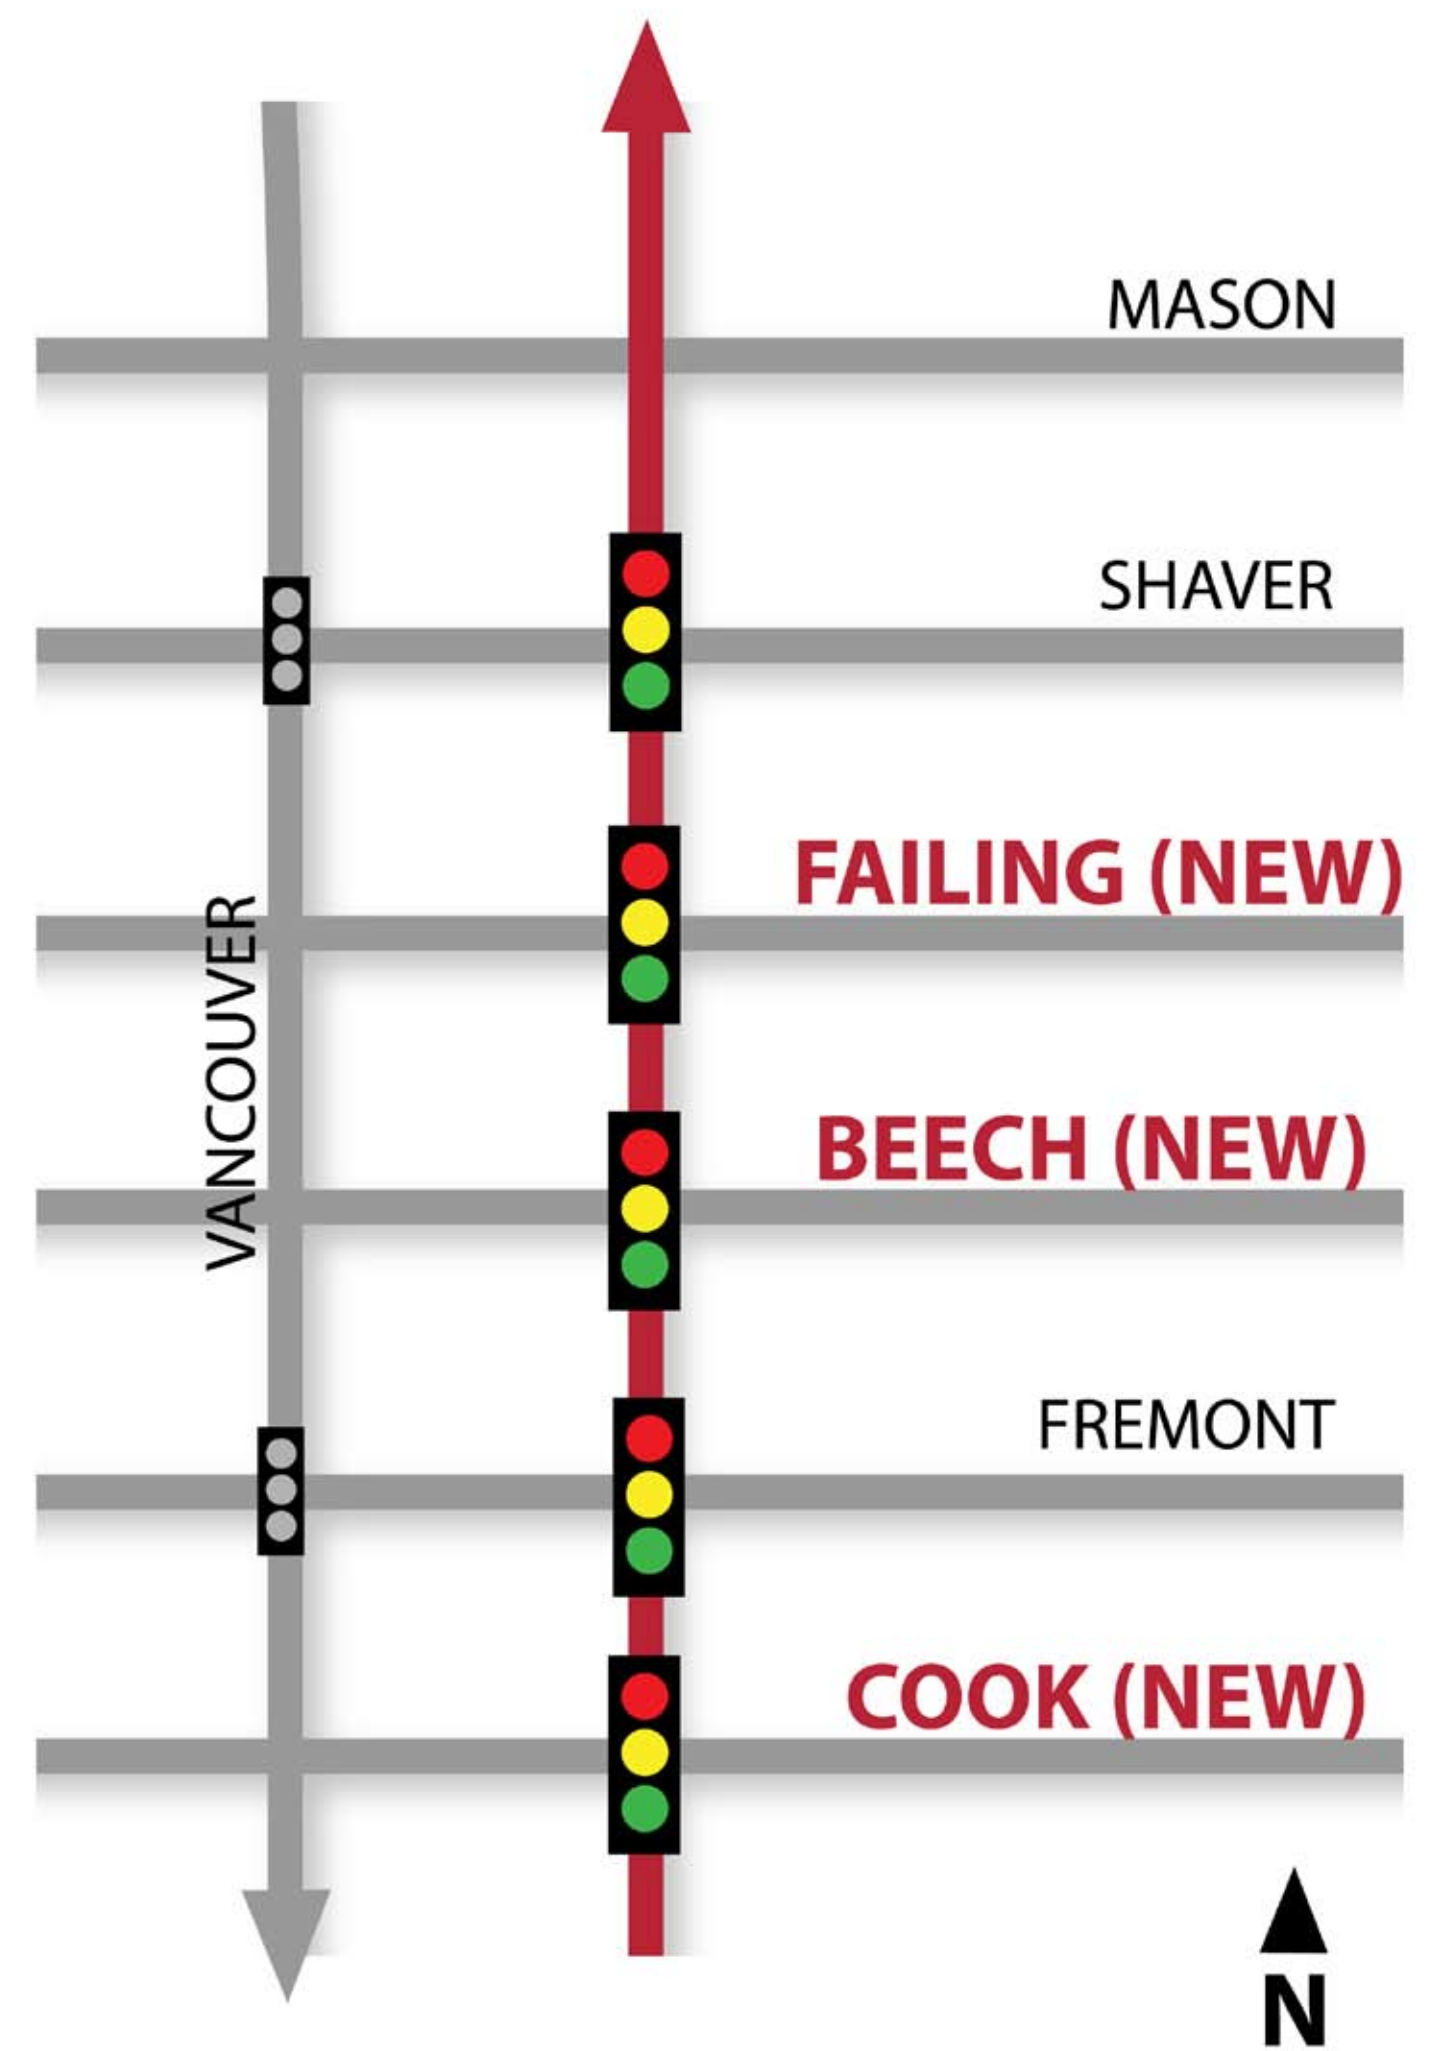 MASON
SHAVER
FAILING (NEW)
VANCOUVER
BEECH (NEW)
FREMONT
COOK (NEW)
N